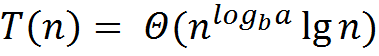 T(n) = Θ(n^{log_b a} lg n)